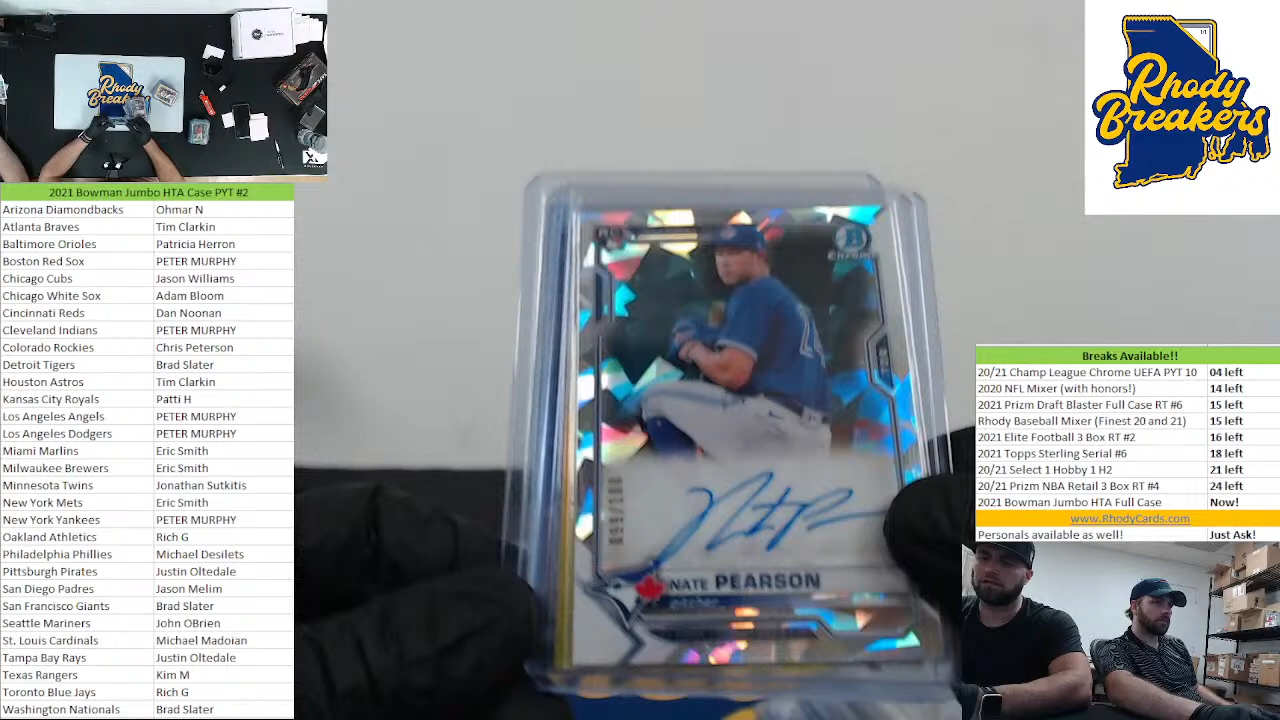 2021 Bowman Jumbo HTA Case PYT #2
Arizona Diamondbacks Ohmar N
Atlanta Braves Tim Clarkin
Baltimore Orioles Patricia Herron
Boston Red Sox PETER MURPHY
Chicago Cubs Jason Williams
Chicago White Sox Adam Bloom
Cincinnati Reds Dan Noonan
Cleveland Indians PETER MURPHY
Colorado Rockies Chris Peterson
Detroit Tigers Brad Slater
Houston Astros Tim Clarkin
Kansas City Royals Patti H
Los Angeles Angels PETER MURPHY
Los Angeles Dodgers PETER MURPHY
Miami Marlins Eric Smith
Milwaukee Brewers Eric Smith
Minnesota Twins Jonathan Sutkitis
New York Mets Eric Smith
New York Yankees PETER MURPHY
Oakland Athletics Rich G
Philadelphia Phillies Michael Desilets
Pittsburgh Pirates Justin Oltedale
San Diego Padres Jason Melim
San Francisco Giants Brad Slater
Seattle Mariners John OBrien
St. Louis Cardinals Michael Madoian
Tampa Bay Rays Justin Oltedale
Texas Rangers Kim M
Toronto Blue Jays Rich G
Washington Nationals Brad Slater
Rhody
Breakers
B
CHROME
NATE PEARSON
pitcher
Rhody
Breakers
Breaks Available!!
20/21 Champ League Chrome UEFA PYT 10 04 left
2020 NFL Mixer (with honors!) 14 left
2021 Prizm Draft Blaster Full Case RT #6 15 left
Rhody Baseball Mixer (Finest 20 and 21) 15 left
2021 Elite Football 3 Box RT #2 16 left
2021 Topps Sterling Serial #6 18 left
20/21 Select 1 Hobby 1 H2 21 left
20/21 Prizm NBA Retail 3 Box RT #4 24 left
2021 Bowman Jumbo HTA Full Case Now!
www.RhodyCards.com
Personals available as well! Just Ask!